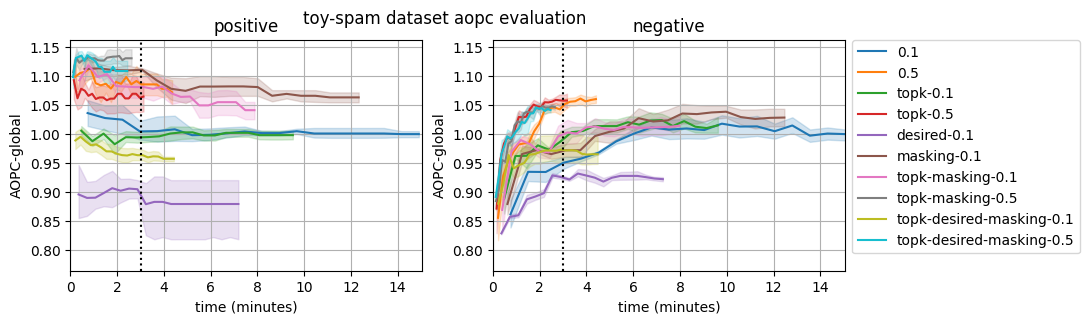 toy-spam dataset aopc evaluation
positive
AOPC-global
1.15
1.10
1.05
1.00
0.95
0.90
0.85
0.80
0 2 4 6 8 10 12 14
time (minutes)
negative
AOPC-global
1.15
1.10
1.05
1.00
0.95
0.90
0.85
0.80
0 2 4 6 8 10 12 14
time (minutes)
0.1
0.5
topk-0.1
topk-0.5
desired-0.1
masking-0.1
topk-masking-0.1
topk-masking-0.5
topk-desired-masking-0.1
topk-desired-masking-0.5